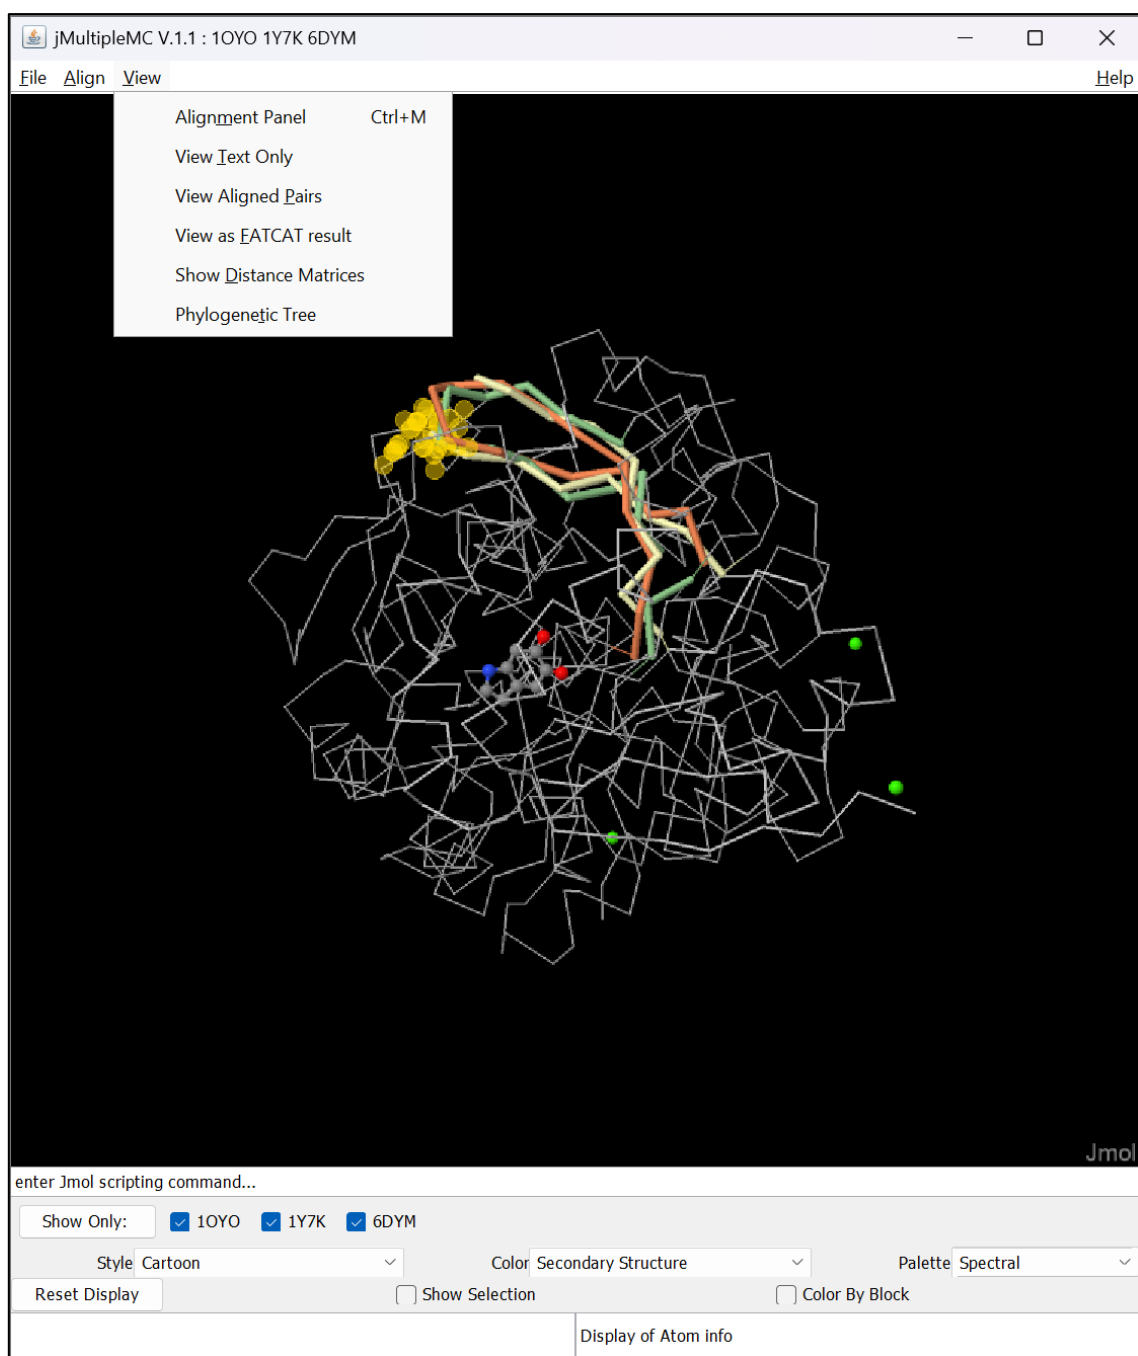 jMultipleMC V.1.1 : 1OYO 1Y7K 6DYM
File Align View Help
Alignment Panel Ctrl+M
View Text Only
View Aligned Pairs
View as FATCAT result
Show Distance Matrices
Phylogenetic Tree
Jmol
enter Jmol scripting command...
Show Only: 1OYO 1Y7K 6DYM
Style Cartoon Color Secondary Structure Palette Spectral
Reset Display Show Selection Color By Block
Display of Atom info